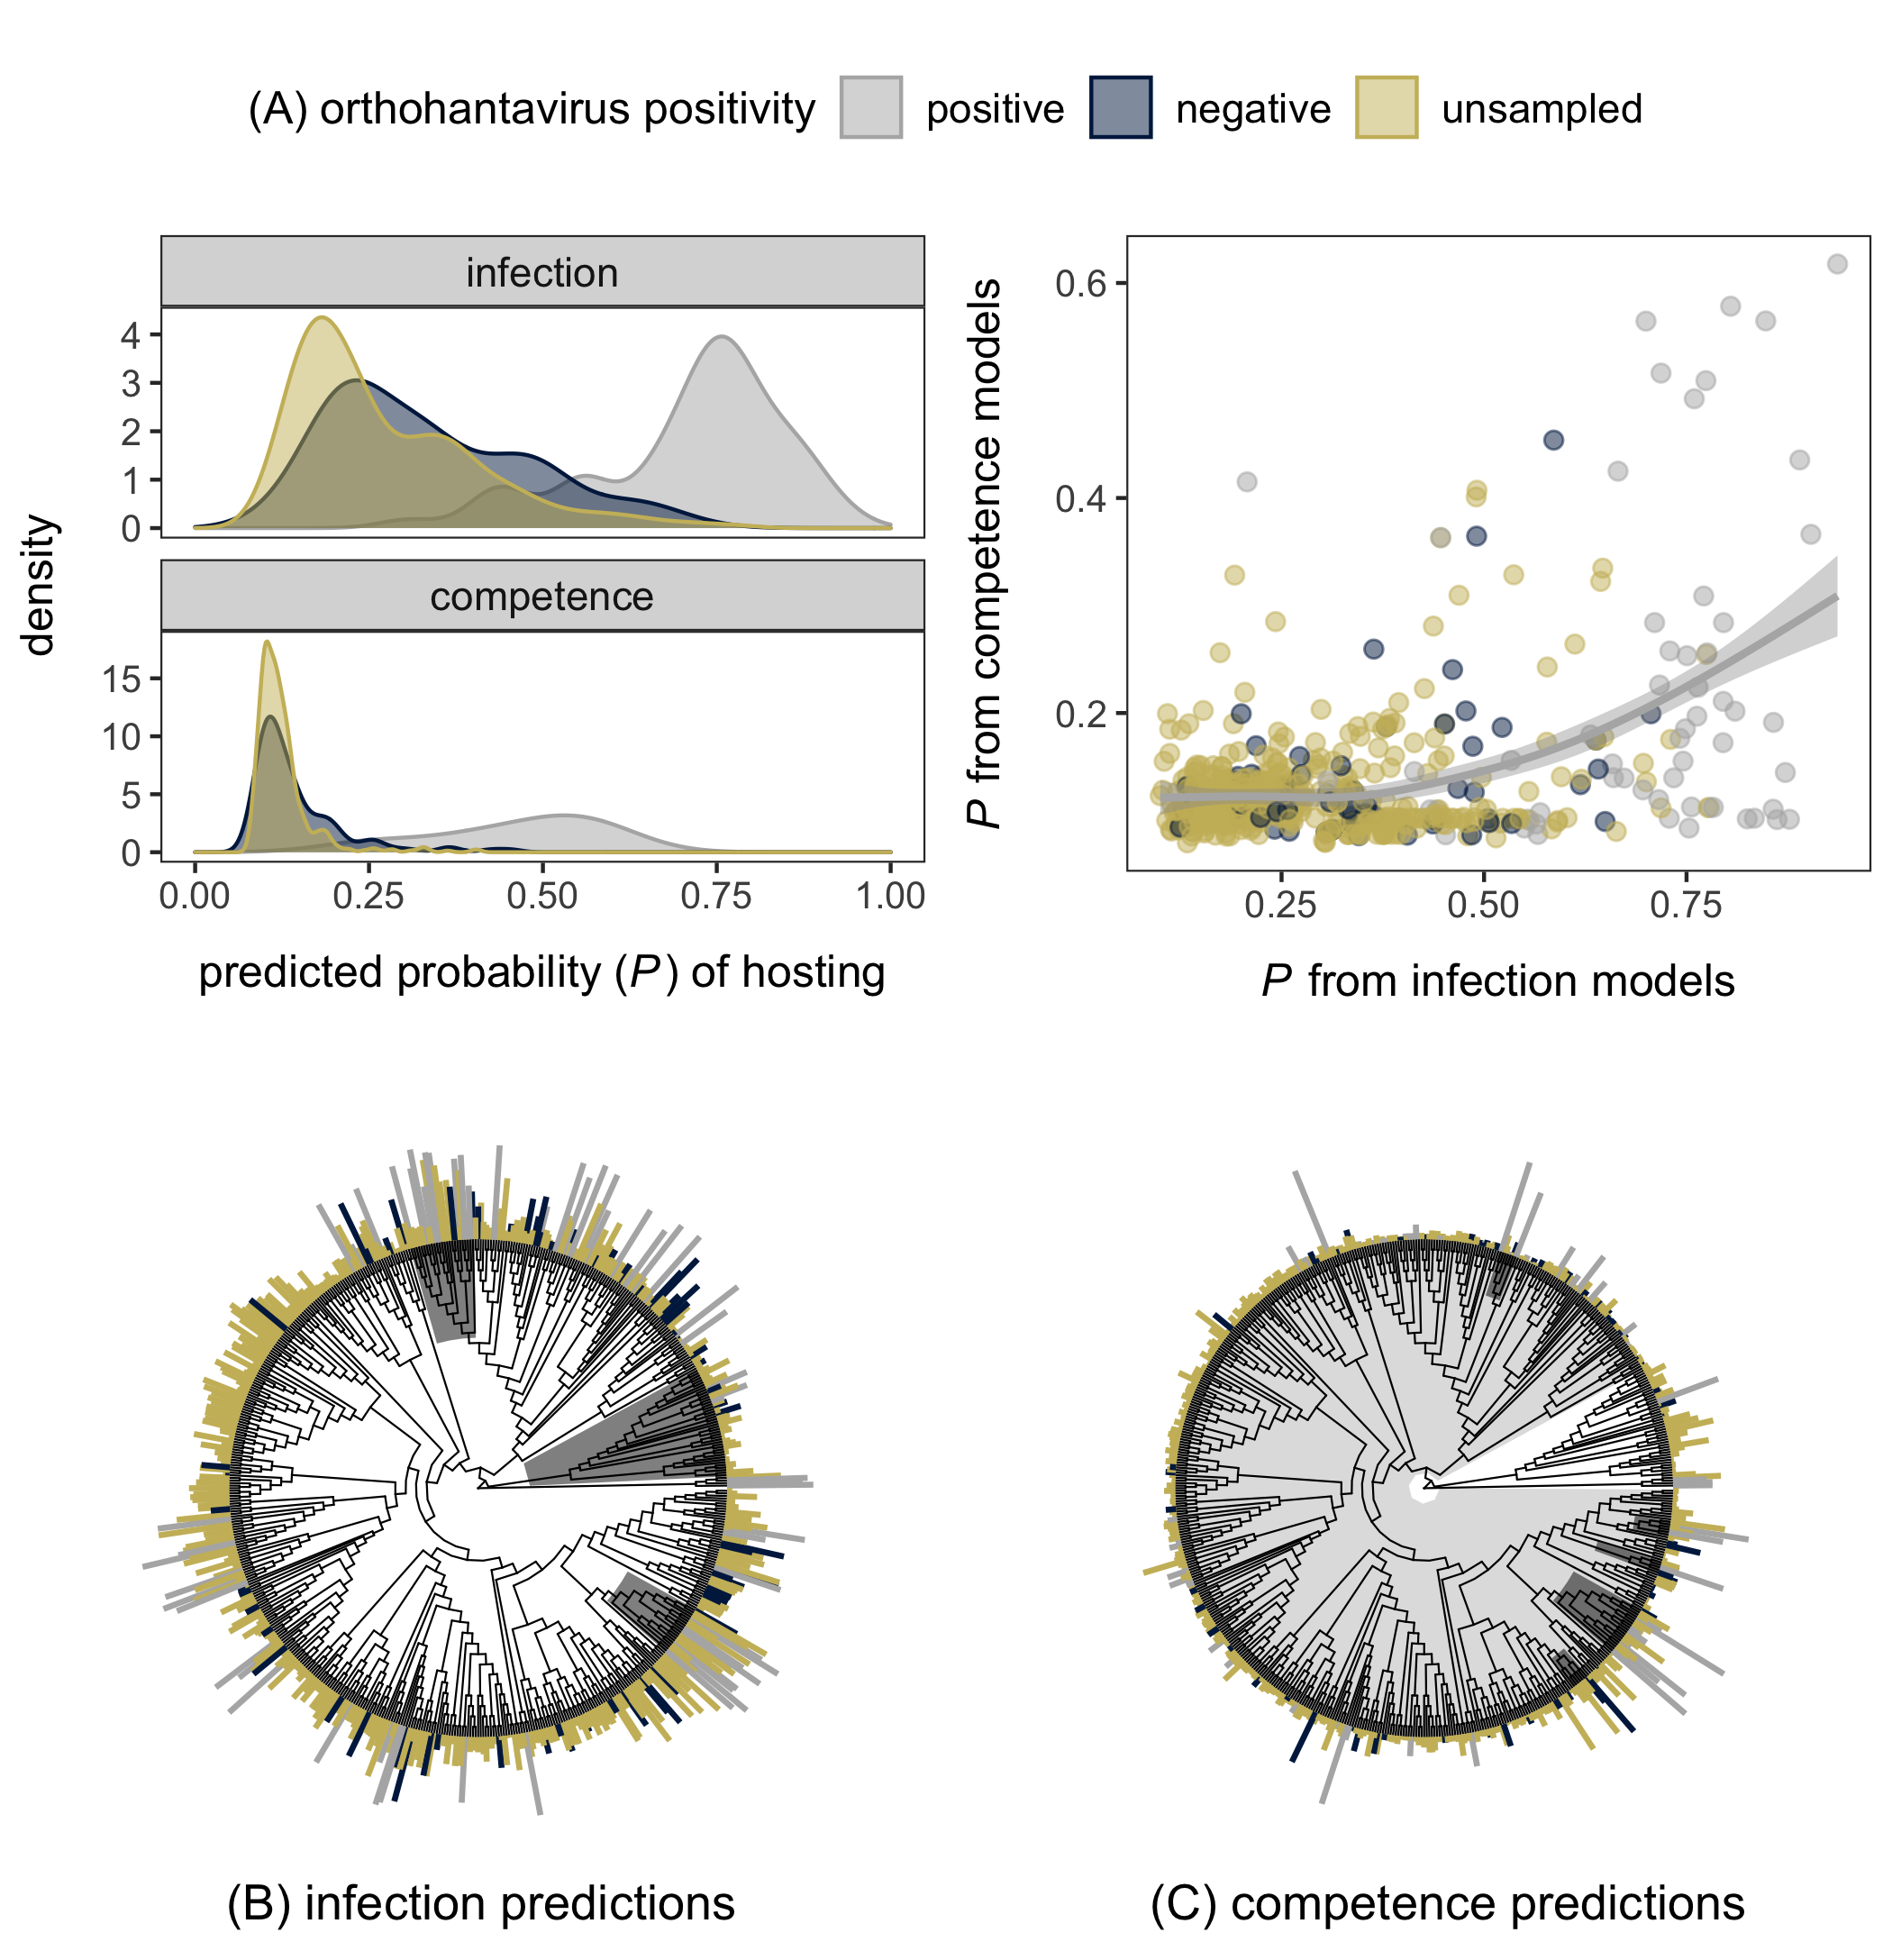 (A) orthohantavirus positivity positive negative unsampled
infection
4
3
2
1
0
competence
15
10
5
0
density
0.00 0.25 0.50 0.75 1.00
predicted probability (P) of hosting
0.6
0.4
0.2
P from competence models
0.25 0.50 0.75
P from infection models
(B) infection predictions
(C) competence predictions